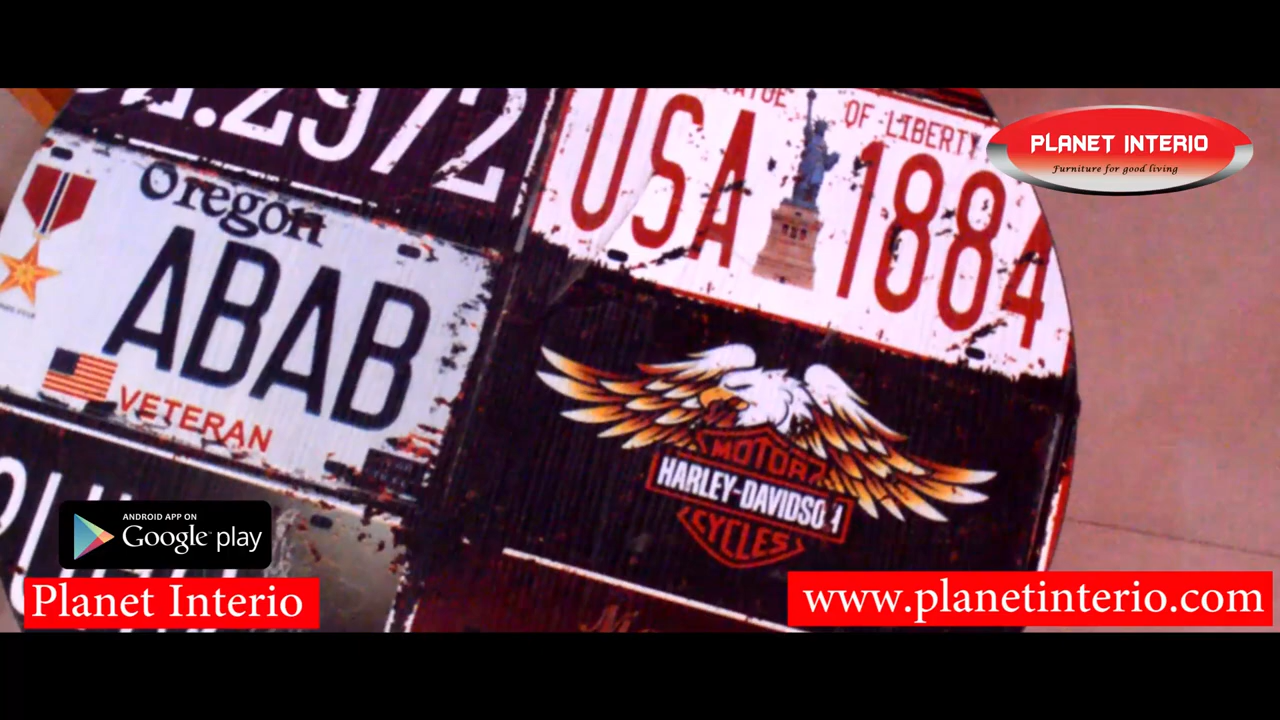 2.2972
STATUE OF LIBERTY
USA 1884
PLANET INTERIO
Furniture for good living
Oregon
ABAB
VETERAN
MOTOR
HARLEY-DAVIDSON
CYCLES
ANDROID APP ON
Google play
Planet Interio
www.planetinterio.com